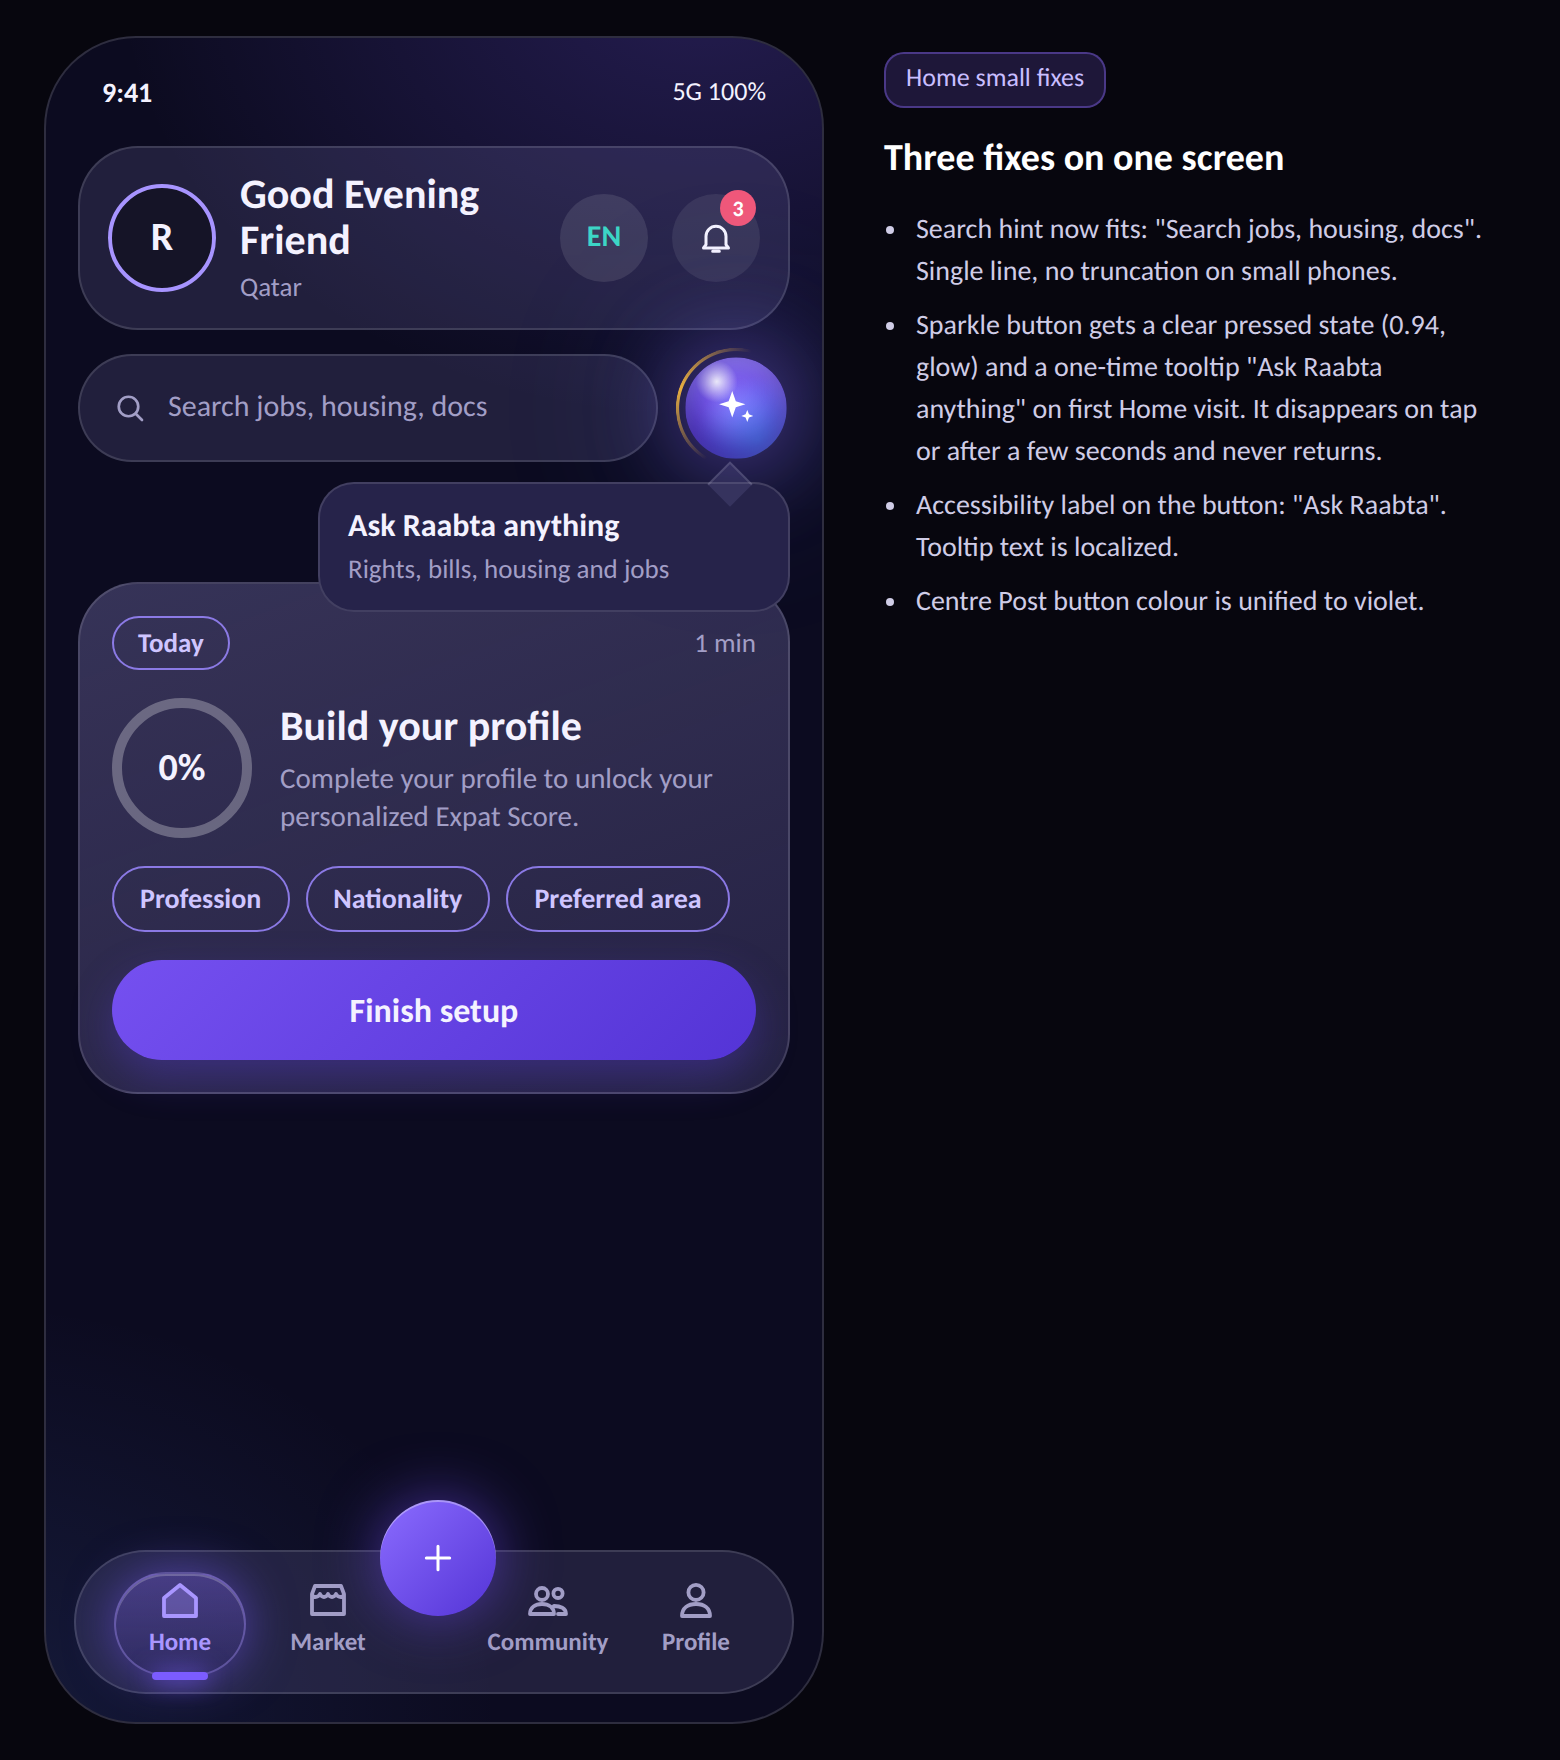 9:41
5G 100%
R
Good Evening
Friend
Qatar
EN
3
Search jobs, housing, docs
Ask Raabta anything
Rights, bills, housing and jobs
Today
1 min
0%
Build your profile
Complete your profile to unlock your
personalized Expat Score.
Profession
Nationality
Preferred area
Finish setup
Home
Market
Community
Profile
Home small fixes
Three fixes on one screen
• Search hint now fits: "Search jobs, housing, docs".
Single line, no truncation on small phones.
• Sparkle button gets a clear pressed state (0.94,
glow) and a one-time tooltip "Ask Raabta
anything" on first Home visit. It disappears on tap
or after a few seconds and never returns.
• Accessibility label on the button: "Ask Raabta".
Tooltip text is localized.
• Centre Post button colour is unified to violet.